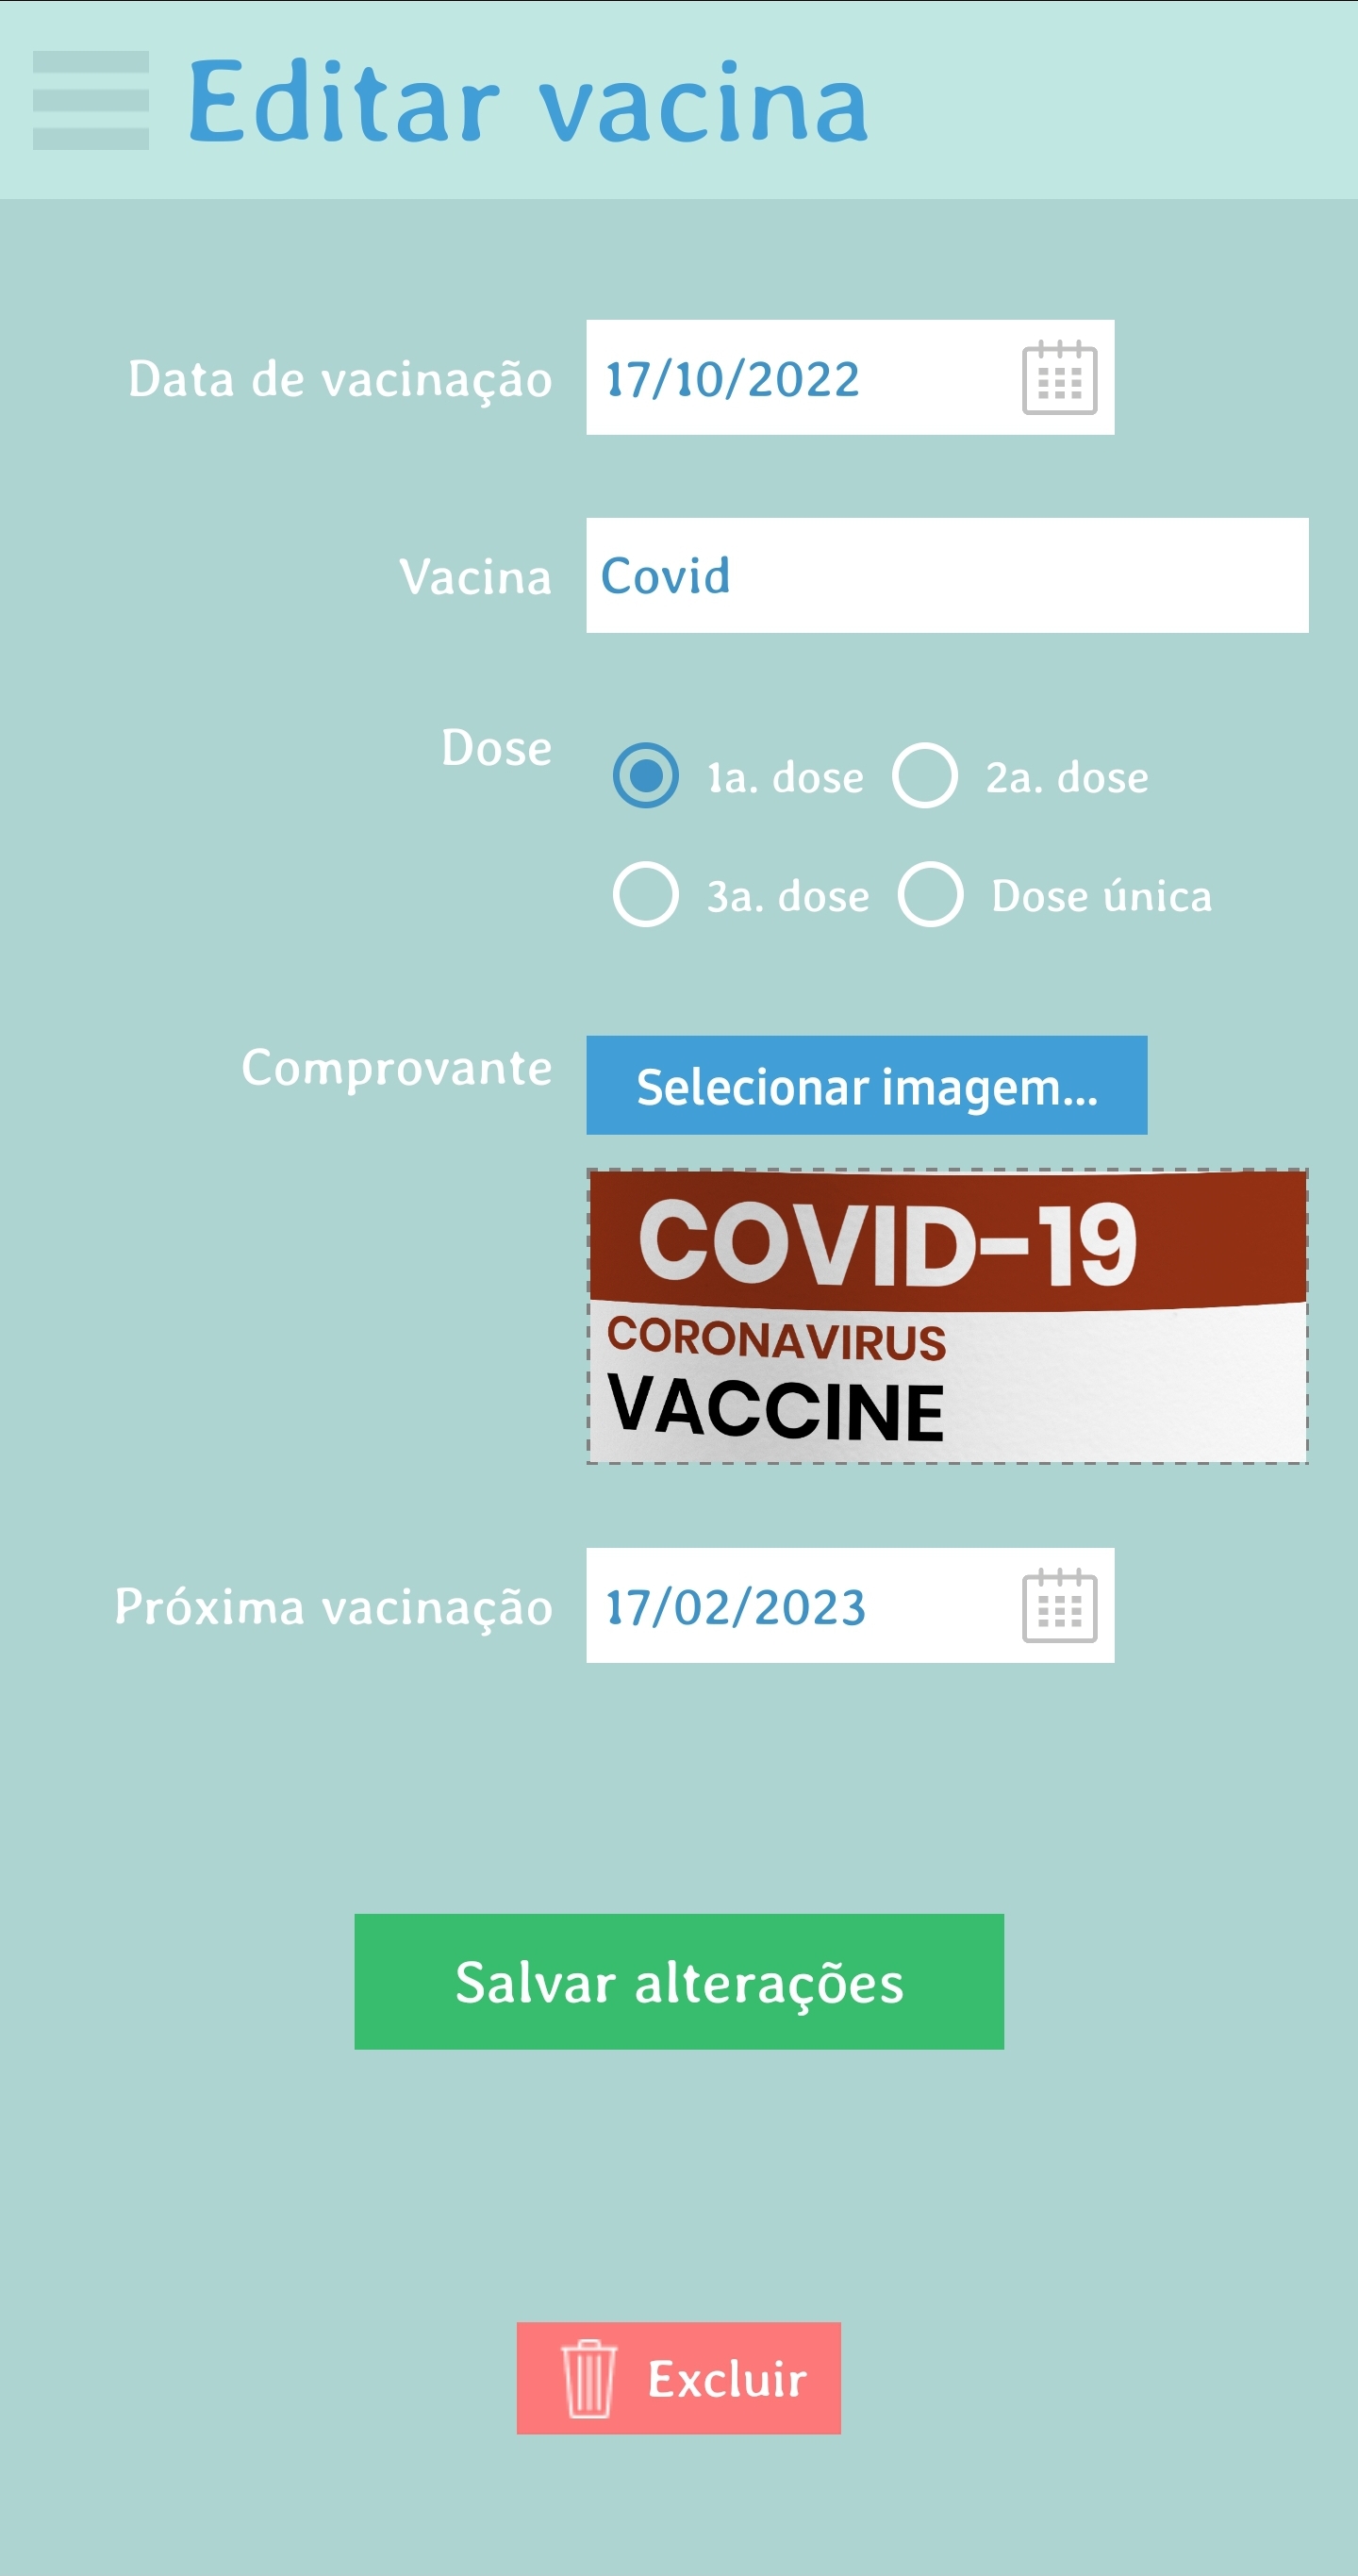 Editar vacina
Data de vacinação 17/10/2022
Vacina Covid
Dose 1a. dose 2a. dose
3a. dose Dose única
Comprovante Selecionar imagem...
COVID-19
CORONAVIRUS
VACCINE
Próxima vacinação 17/02/2023
Salvar alterações
Excluir